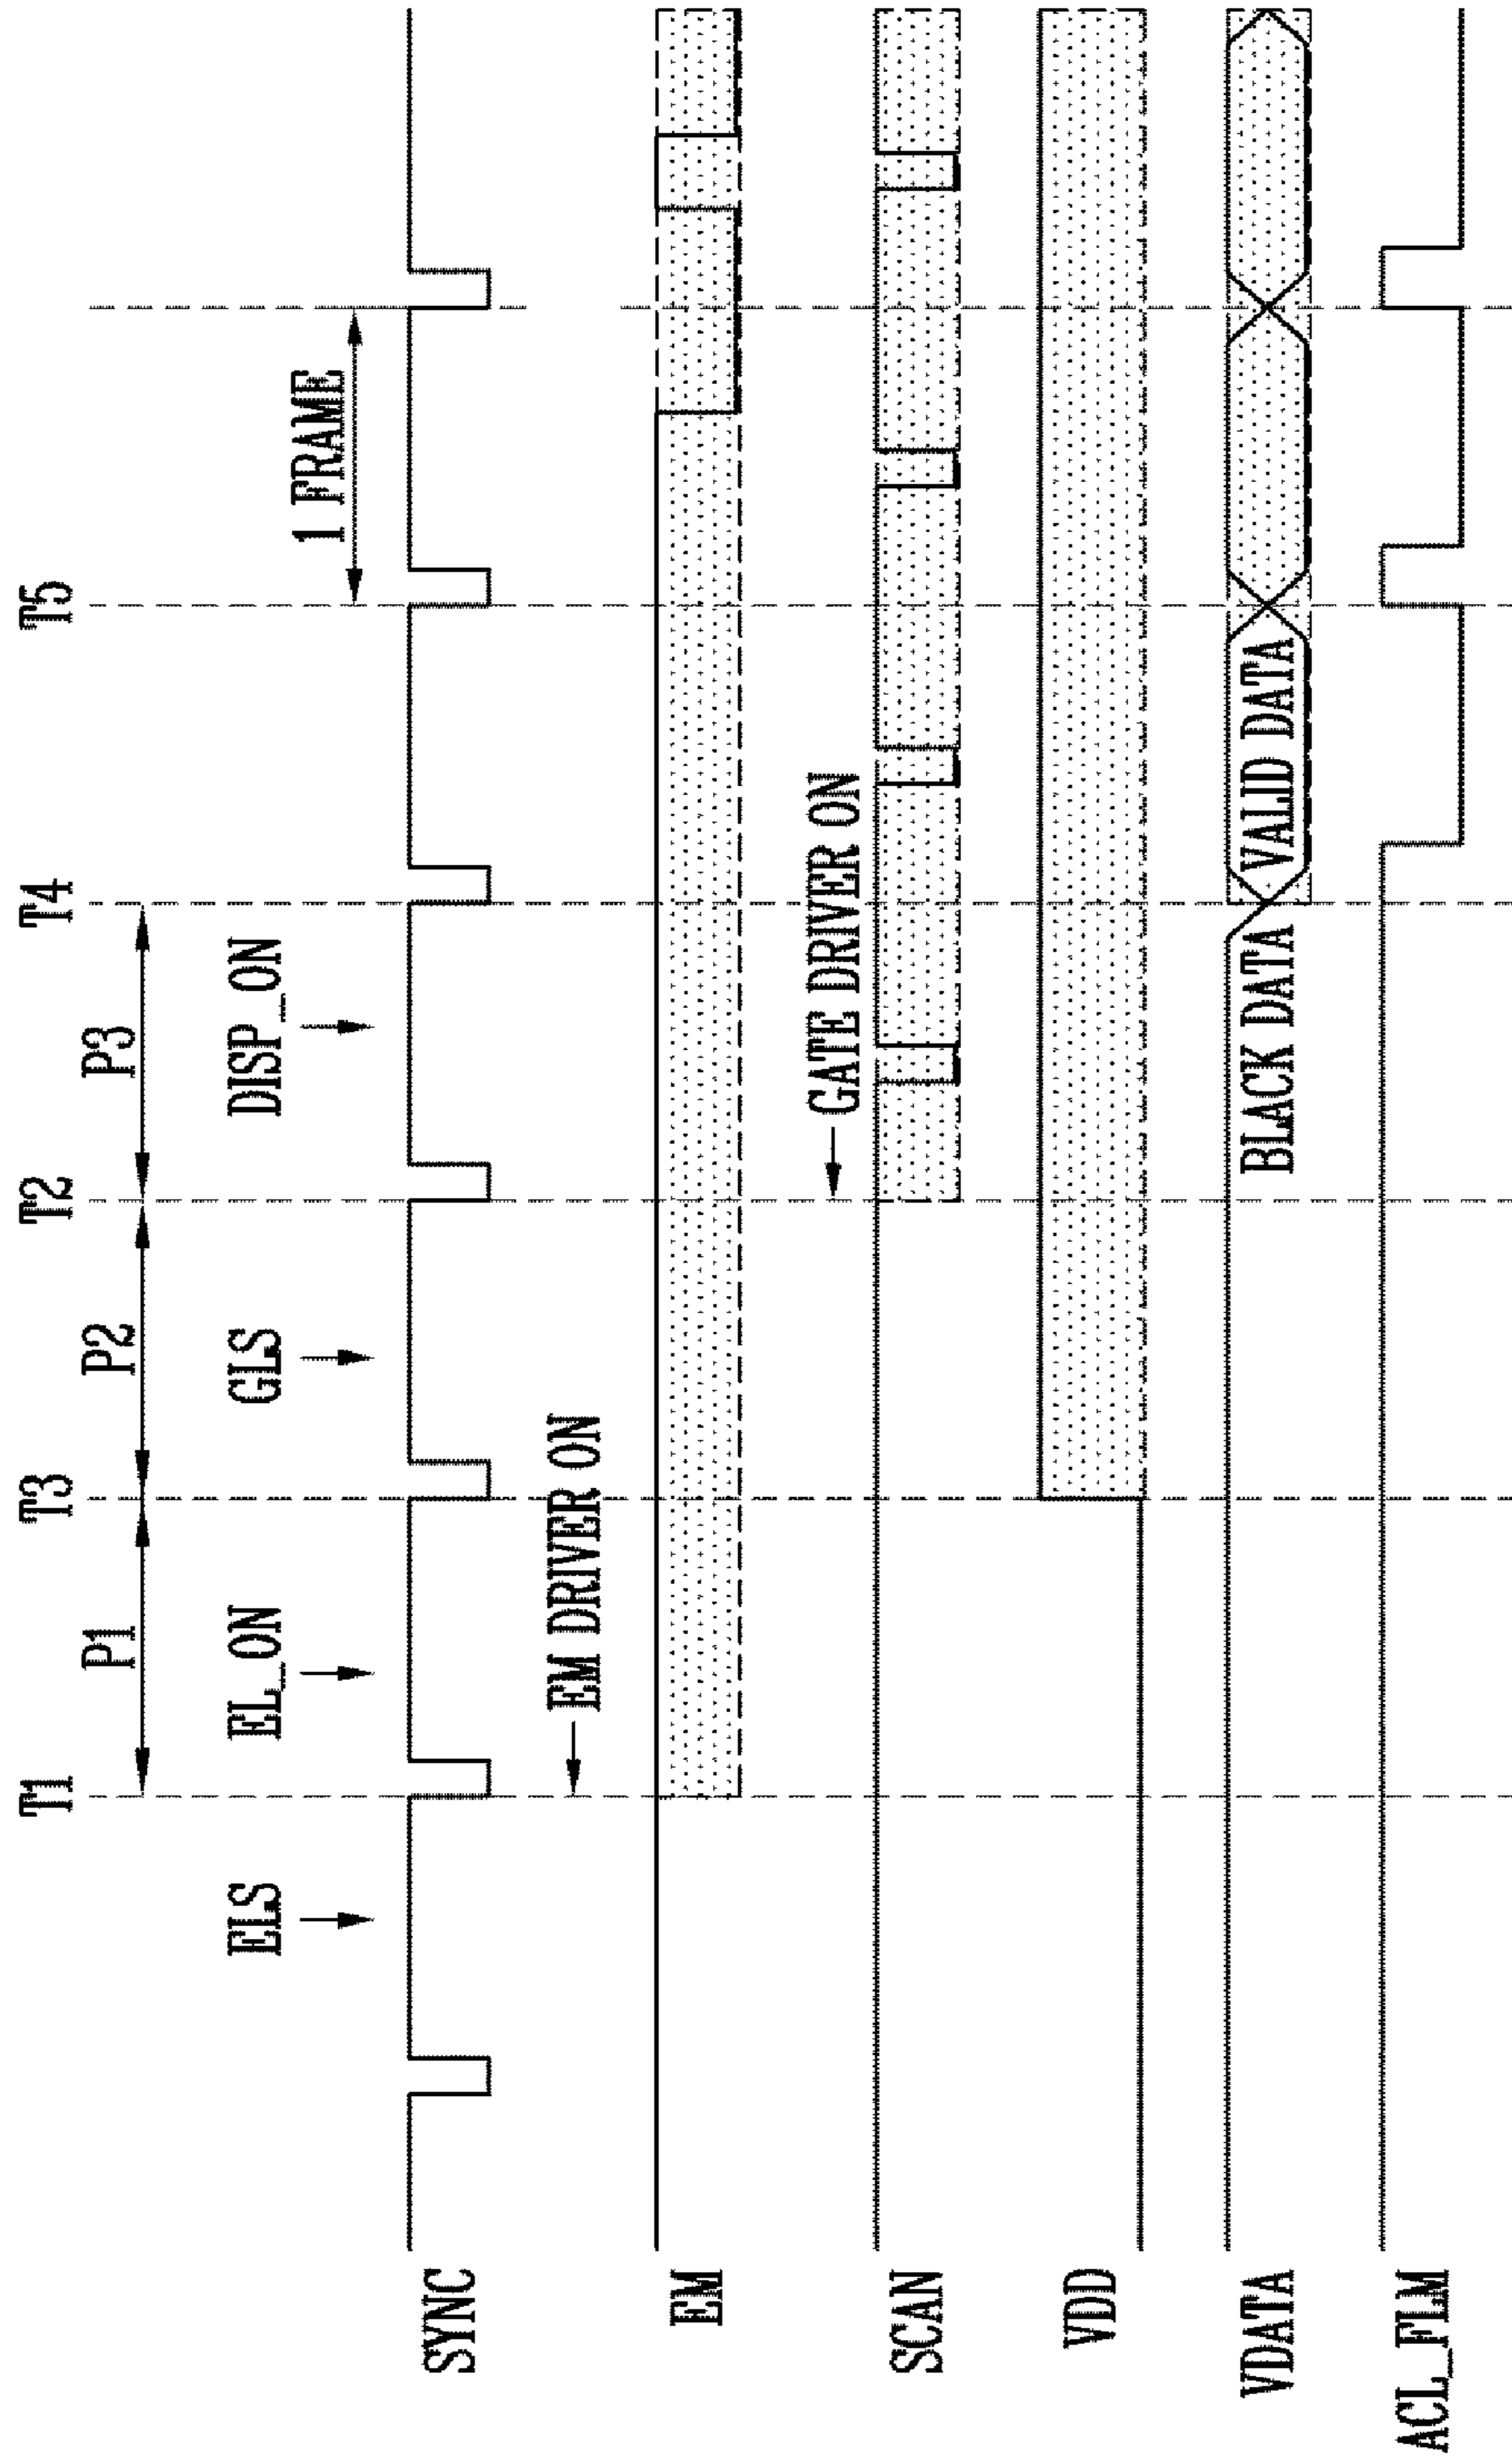 T1
T3
T2
T4
T5
P1
P2
P3
ELS
EL_ON
GLS
DISP_ON
1 FRAME
SYNC
EM DRIVER ON
EM
GATE DRIVER ON
SCAN
VDD
VDATA
BLACK DATA
VALID DATA
ACL_FLM